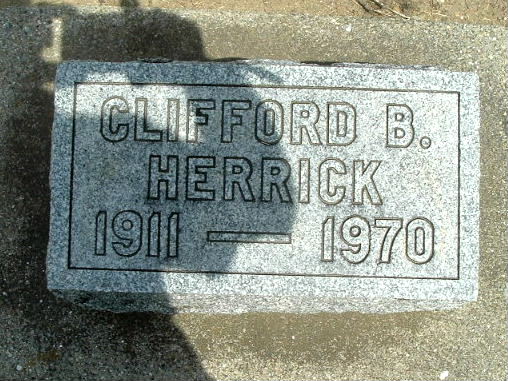 CLIFFORD B.
HERRICK
1911 — 1970